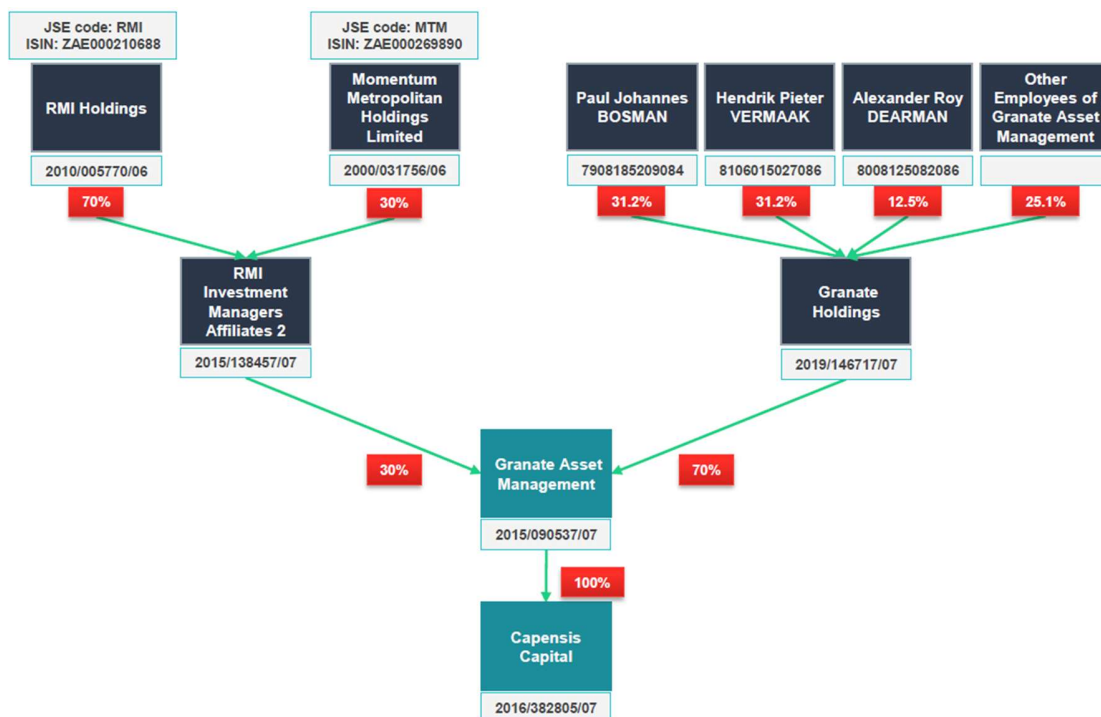 JSE code: RMI
ISIN: ZAE000210688
JSE code: MTM
ISIN: ZAE000269890
RMI Holdings
Momentum
Metropolitan
Holdings
Limited
Paul Johannes
BOSMAN
Hendrik Pieter
VERMAAK
Alexander Roy
DEARMAN
Other
Employees of
Granate Asset
Management
2010/005770/06
2000/031756/06
7908185209084
8106015027086
8008125082086
70%
30%
31.2%
31.2%
12.5%
25.1%
RMI
Investment
Managers
Affiliates 2
Granate
Holdings
2015/138457/07
2019/146717/07
30%
Granate Asset
Management
70%
2015/090537/07
100%
Capensis
Capital
2016/382805/07